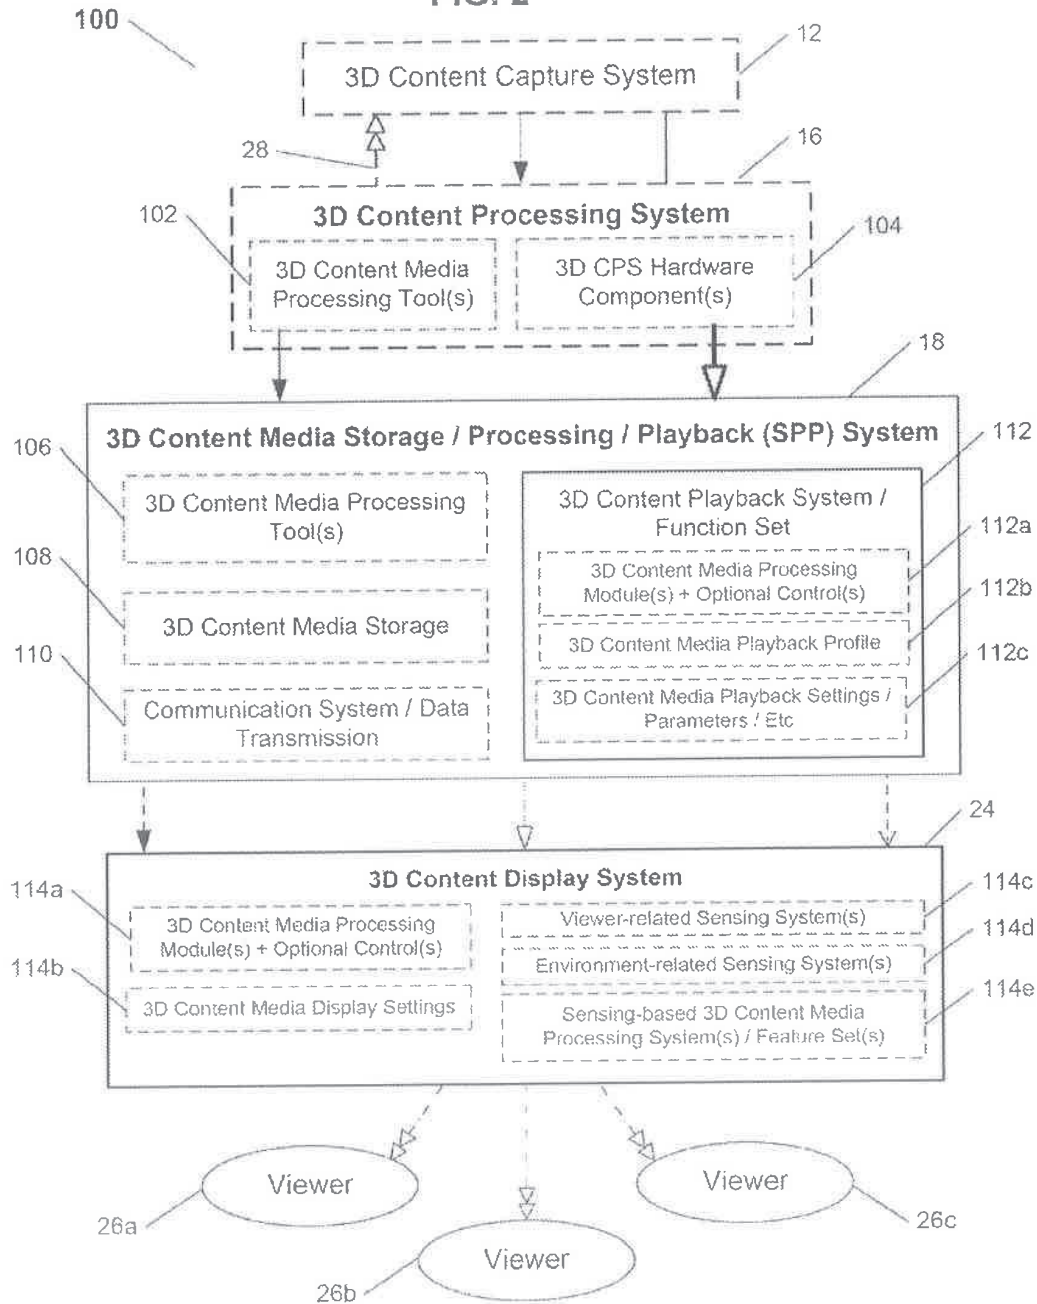 FIG. 2
100
12
3D Content Capture System
28
16
102
3D Content Processing System
104
3D Content Media
Processing Tool(s)
3D CPS Hardware
Component(s)
18
3D Content Media Storage / Processing / Playback (SPP) System
106
112
3D Content Media Processing
Tool(s)
3D Content Playback System /
Function Set
112a
108
3D Content Media Processing
Module(s) + Optional Control(s)
112b
3D Content Media Storage
3D Content Media Playback Profile
110
112c
Communication System / Data
Transmission
3D Content Media Playback Settings /
Parameters / Etc
24
3D Content Display System
114a
114c
3D Content Media Processing
Module(s) + Optional Control(s)
Viewer-related Sensing System(s)
114d
114b
Environment-related Sensing System(s)
3D Content Media Display Settings
114e
Sensing-based 3D Content Media
Processing System(s) / Feature Set(s)
Viewer
Viewer
26a
26c
Viewer
26b